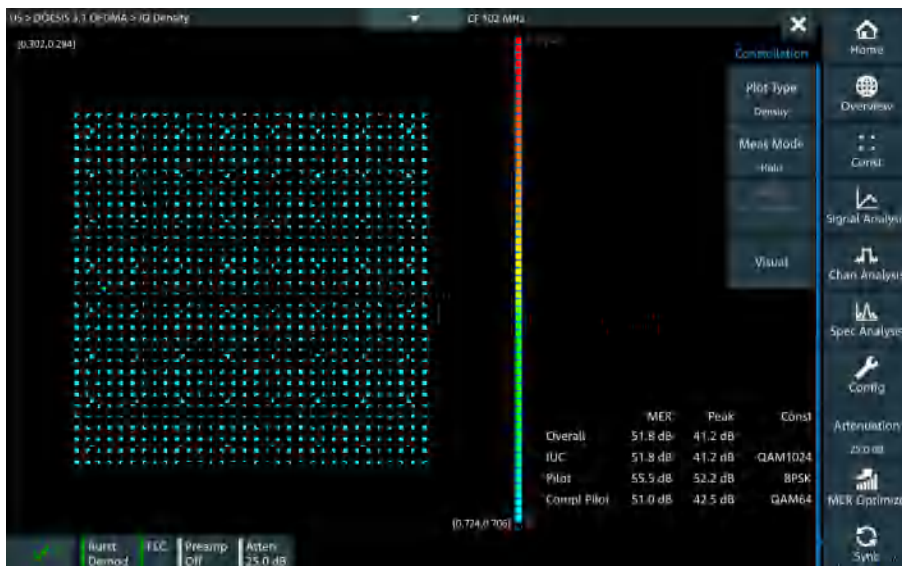 US > DOCSIS 3.1 OFDMA > IQ Density
CF 102 MHz
[0.302,0.284]
Constellation
Plot Type
Density
Meas Mode
Hold
Visual
MER Peak Const
Overall 51.8 dB 41.2 dB
IUC 51.8 dB 41.2 dB QAM1024
Pilot 55.5 dB 52.2 dB BPSK
Compl Pilot 51.0 dB 42.5 dB QAM64
[0.724,0.706]
Burst Demod
FEC
Preamp Off
Atten 25.0 dB
Home
Overview
Const
Signal Analysis
Chan Analysis
Spec Analysis
Config
Attenuation
25.0 dB
MER Optimize
Sync